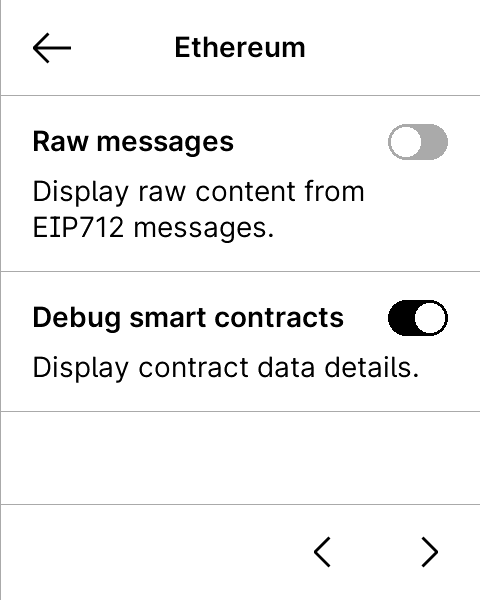 Ethereum
Raw messages
Display raw content from
EIP712 messages.
Debug smart contracts
Display contract data details.